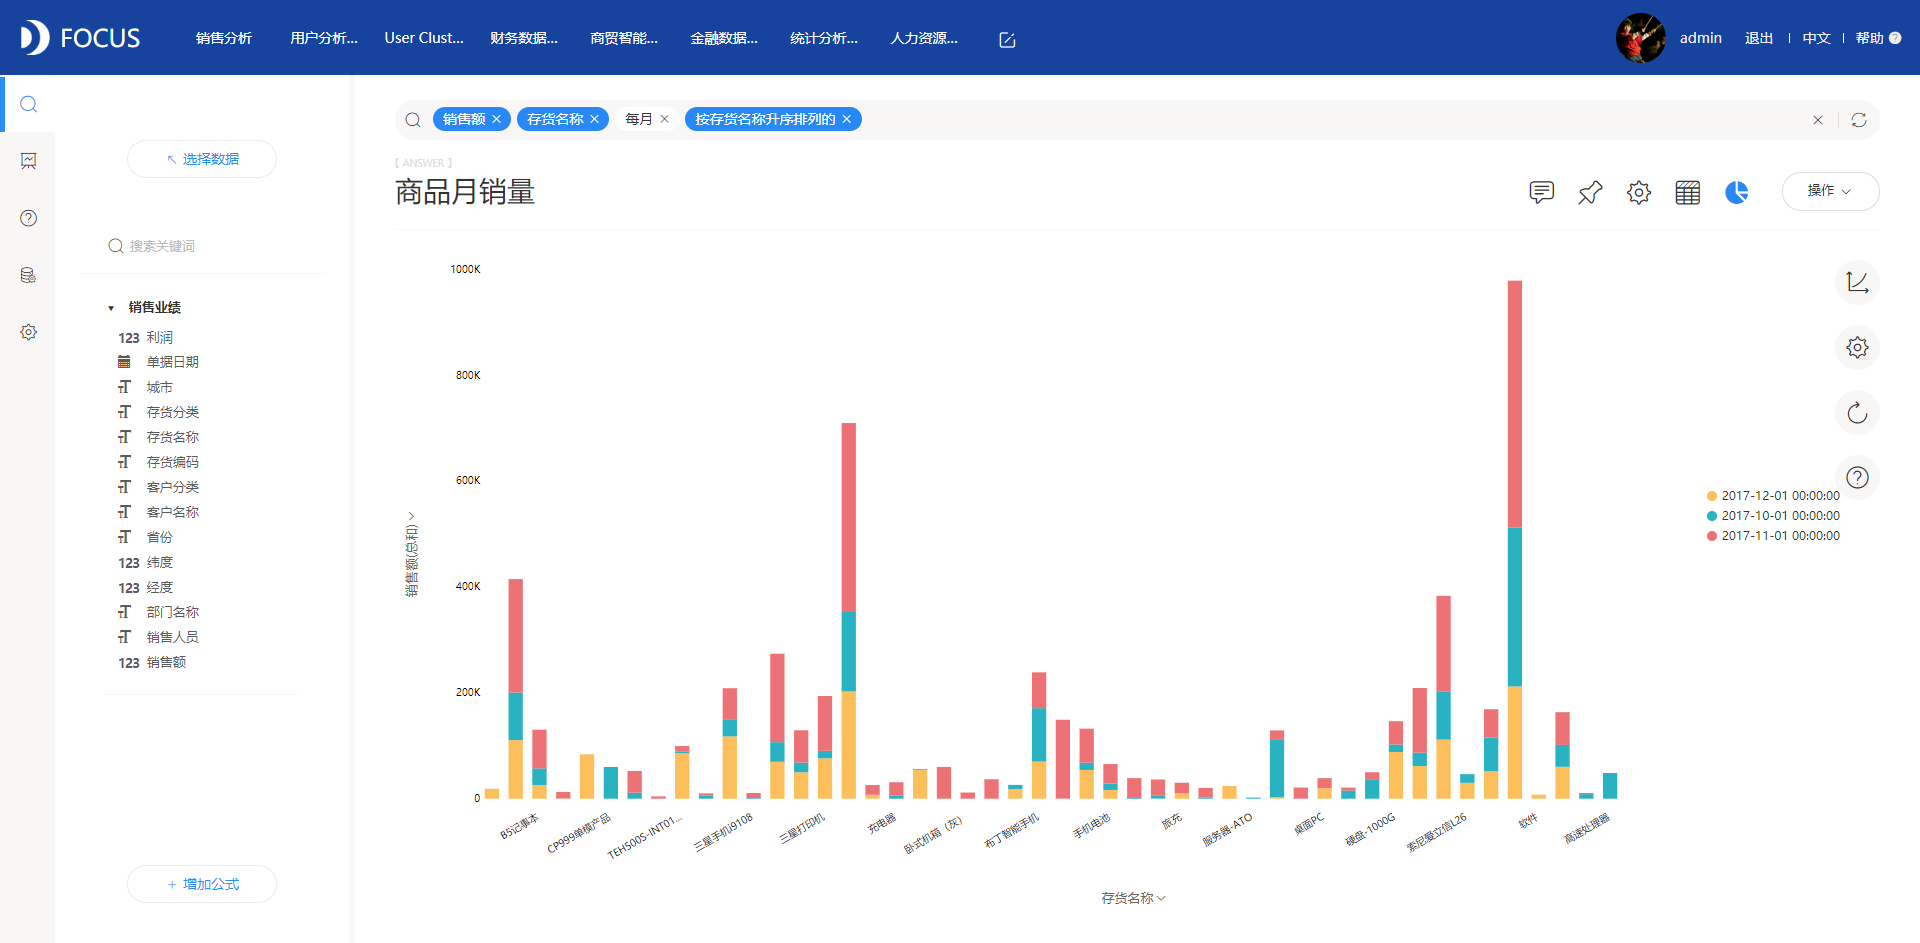 FOCUS
销售分析 用户分析... User Clust... 财务数据... 商贸智能... 金融数据... 统计分析... 人力资源...
admin 退出 中文 帮助 ?
选择数据
搜索关键词
销售业绩
123 利润
单据日期
T 城市
T 存货分类
T 存货名称
T 存货编码
T 客户分类
T 客户名称
T 省份
123 纬度
123 经度
T 部门名称
T 销售人员
123 销售额
+ 增加公式
销售额 × 存货名称 × 每月 × 按存货名称升序排列的 ×
[ ANSWER ]
商品月销量
操作
1000K
800K
600K
400K
200K
0
销售额(总和)
2017-12-01 00:00:00
2017-10-01 00:00:00
2017-11-01 00:00:00
B5记事本
CP999单模产品
TEH500S-INT01...
三星手机i9108
三星打印机
充电器
卧式机箱（灰）
布丁智能手机
手机电池
旅充
服务器-ATO
桌面PC
硬盘-1000G
索尼爱立信L26
软件
高速处理器
存货名称